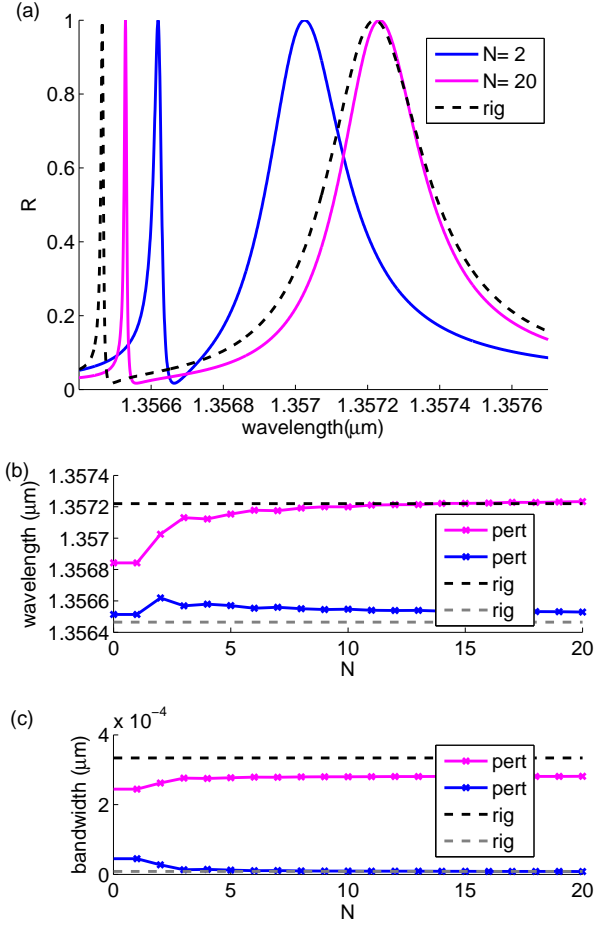 (a)
1
0.8
0.6
0.4
0.2
0
R
N= 2
N= 20
rig
1.3566 1.3568 1.357 1.3572 1.3574 1.3576
wavelength(μm)
(b)
1.3574
1.3572
1.357
1.3568
1.3566
1.3564
wavelength (μm)
pert
pert
rig
rig
0 5 10 15 20
N
(c)
x 10⁻⁴
4
2
0
bandwidth (μm)
pert
pert
rig
rig
0 5 10 15 20
N